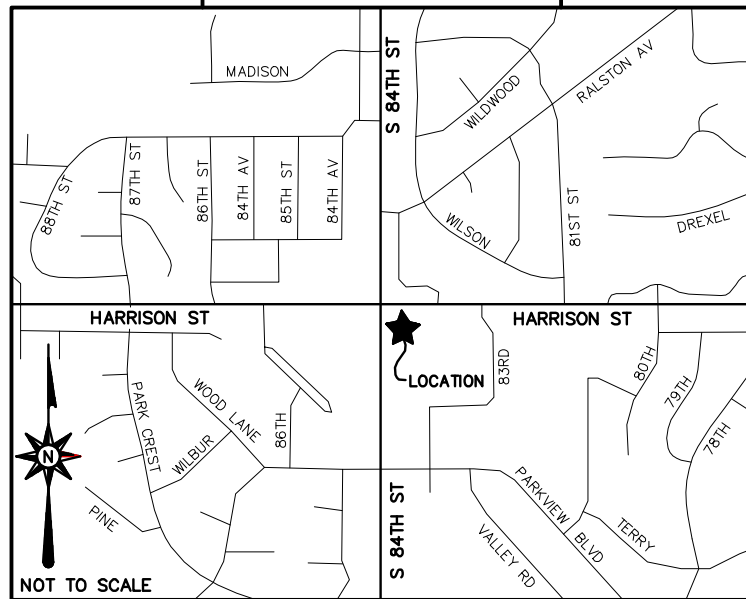 MADISON
S 84TH ST
WILDWOOD
RALSTON AV
88TH ST
87TH ST
86TH ST
84TH AV
85TH ST
84TH AV
WILSON
81ST ST
DREXEL
HARRISON ST
HARRISON ST
LOCATION
83RD
80TH
79TH
78TH
PARK CREST
WOOD LANE
WILBUR
86TH
PINE
N
S 84TH ST
PARKVIEW
BLVD
VALLEY RD
TERRY
NOT TO SCALE